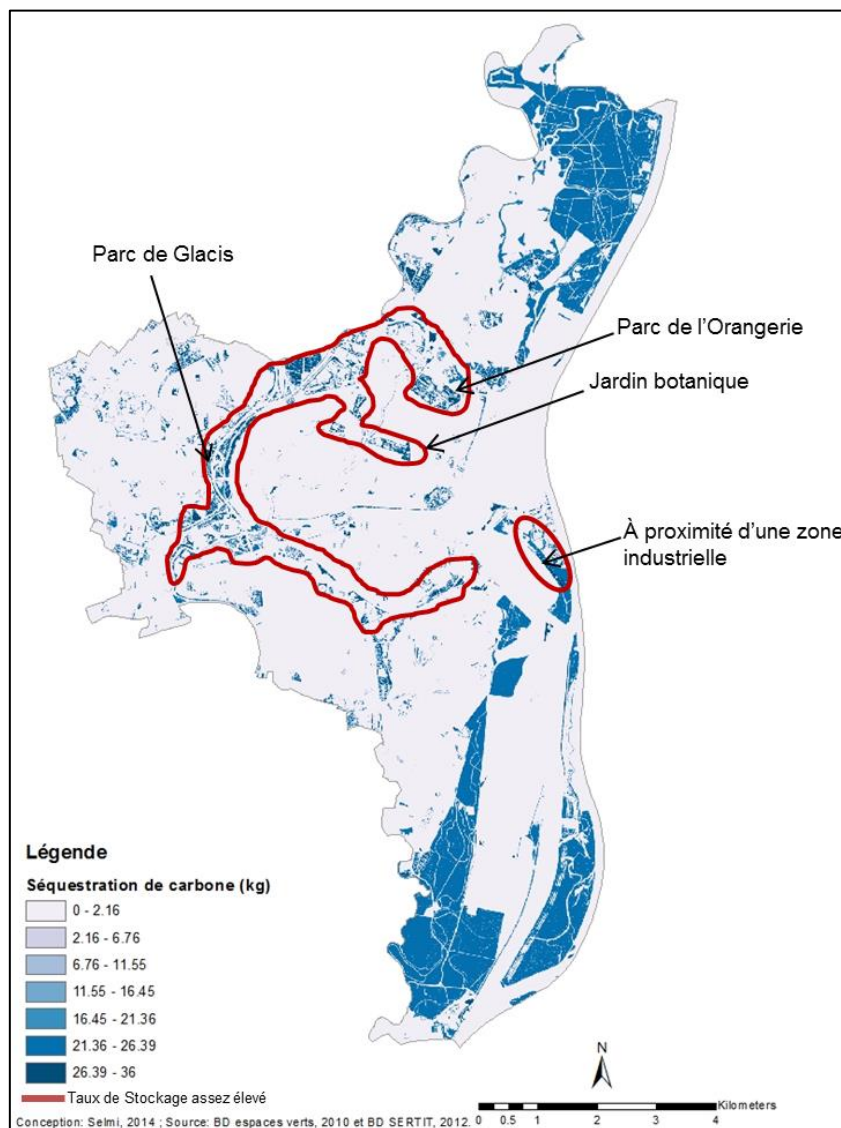 Parc de Glacis
Parc de l'Orangerie
Jardin botanique
À proximité d'une zone
industrielle
Légende
Séquestration de carbone (kg)
0 - 2.16
2.16 - 6.76
6.76 - 11.55
11.55 - 16.45
16.45 - 21.36
21.36 - 26.39
26.39 - 36
Taux de Stockage assez élevé
N
Kilometers
0 0.5 1 2 3 4
Conception: Selmi, 2014 ; Source: BD espaces verts, 2010 et BD SERTIT, 2012.